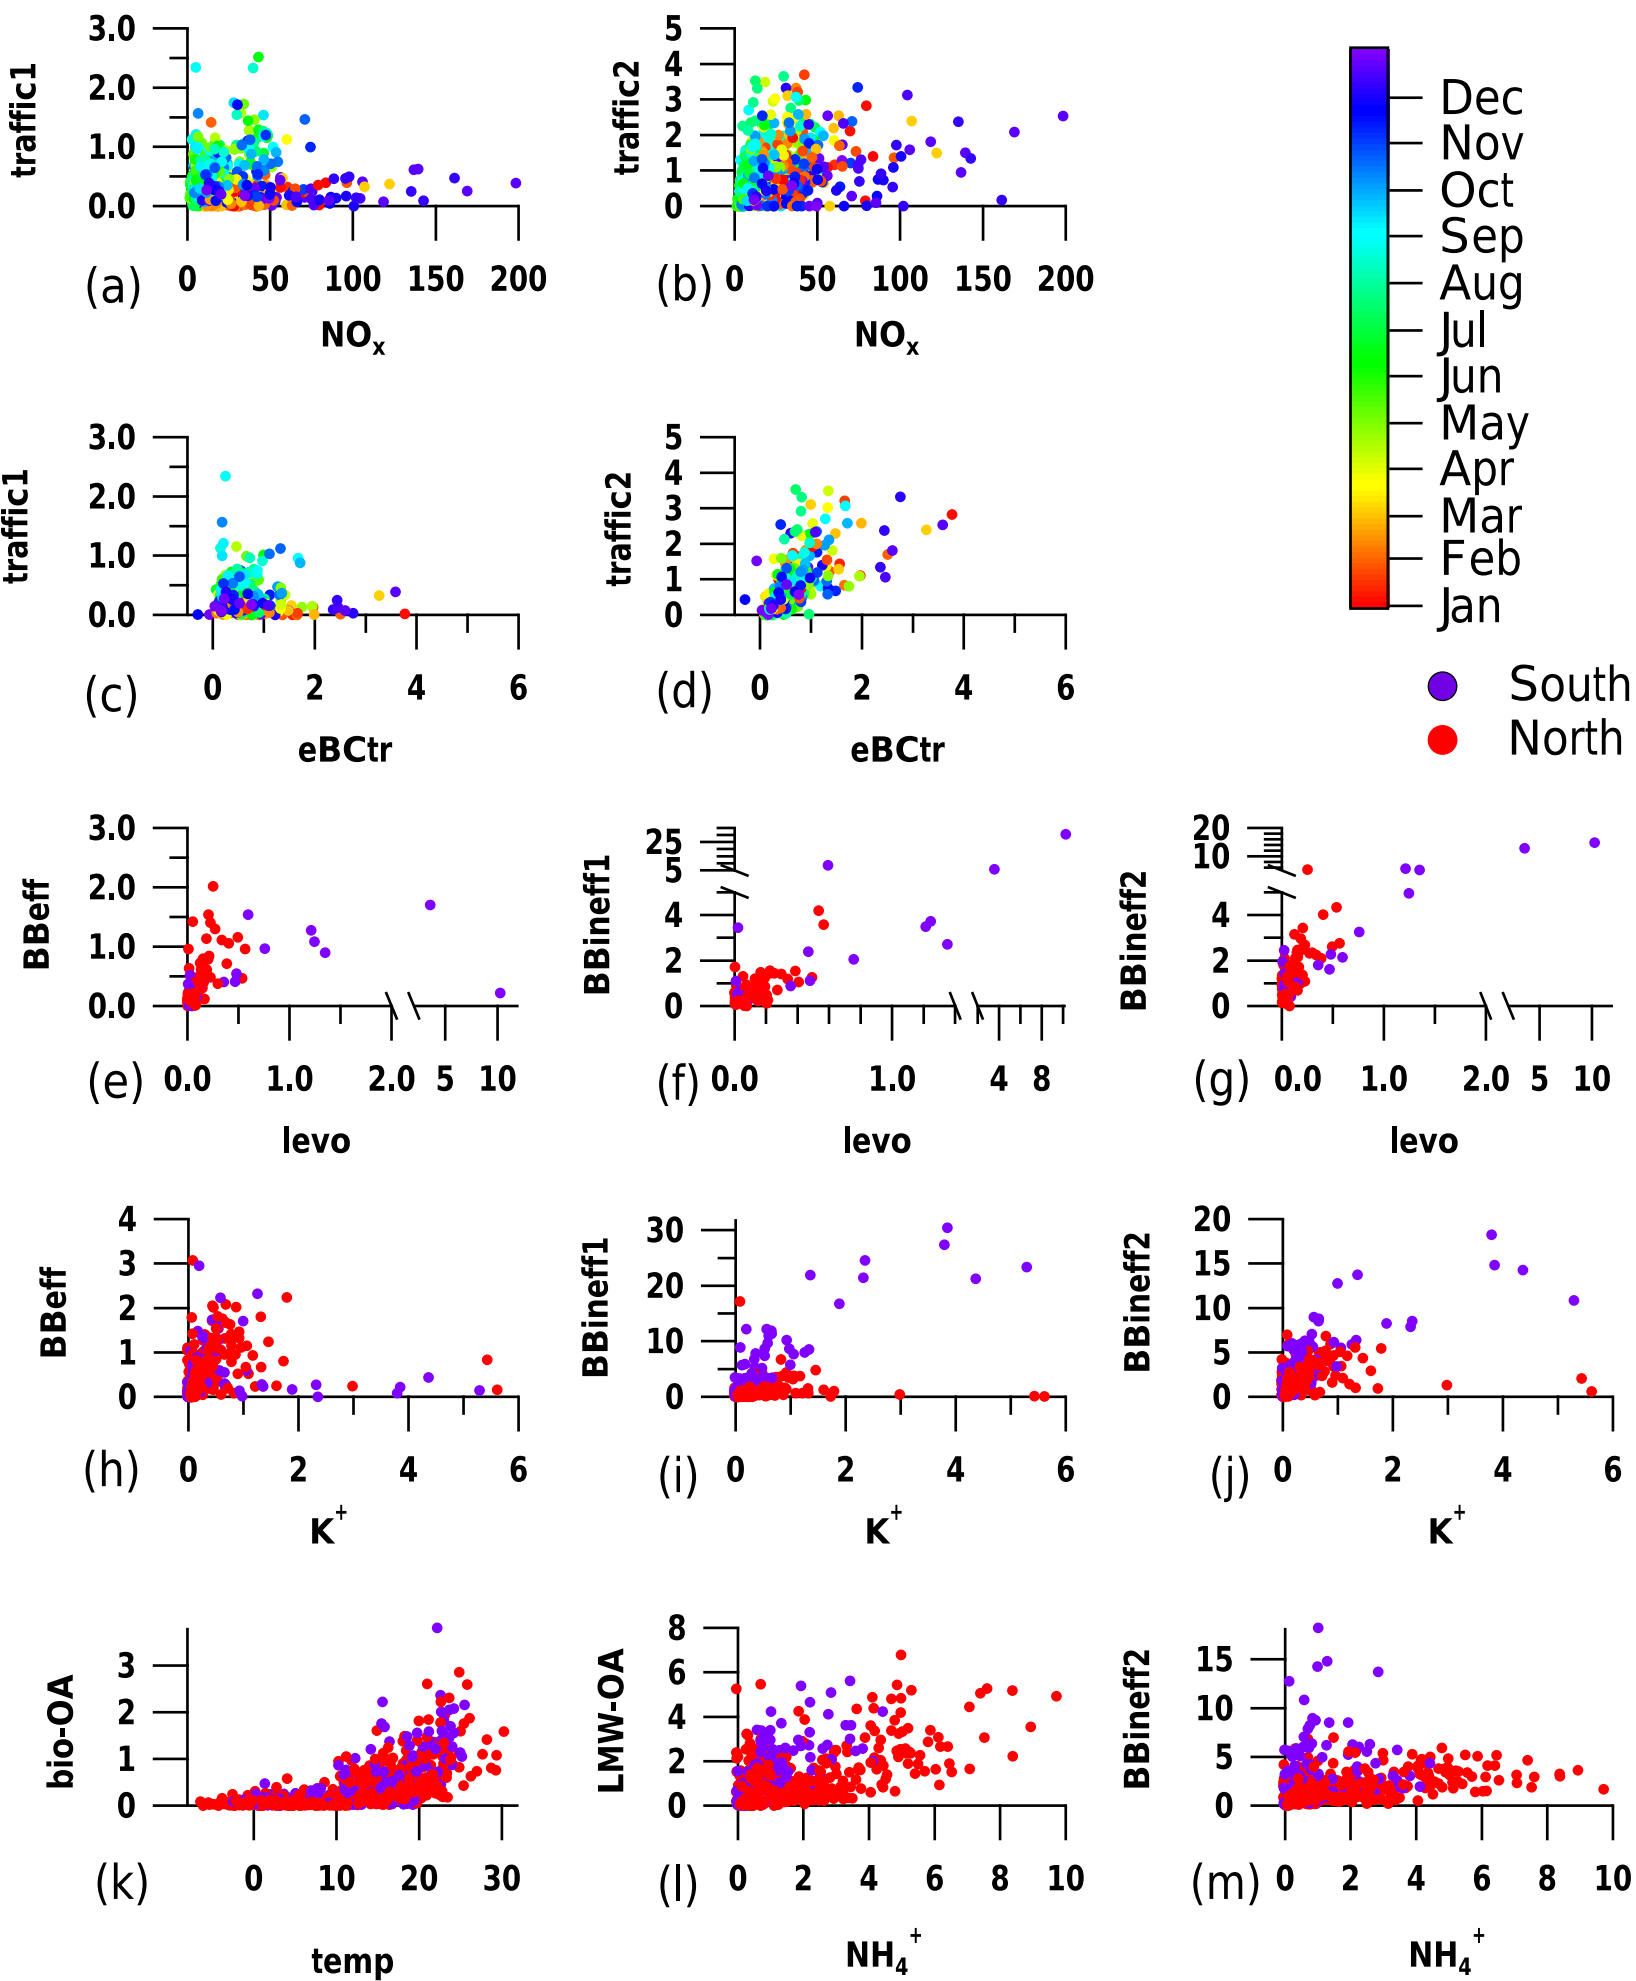 traffic1
3.0
2.0
1.0
0.0
(a)
0 50 100 150 200
NOx
traffic2
5
4
3
2
1
0
(b)
0 50 100 150 200
NOx
Dec
Nov
Oct
Sep
Aug
Jul
Jun
May
Apr
Mar
Feb
Jan
South
North
traffic1
3.0
2.0
1.0
0.0
(c)
0 2 4 6
eBCtr
traffic2
5
4
3
2
1
0
(d)
0 2 4 6
eBCtr
BBeff
3.0
2.0
1.0
0.0
(e)
0.0 1.0 2.0 5 10
levo
BBineff1
25
5
4
2
0
(f)
0.0 1.0 4 8
levo
BBineff2
20
10
4
2
0
(g)
0.0 1.0 2.0 5 10
levo
BBeff
4
3
2
1
0
(h)
0 2 4 6
K+
BBineff1
30
20
10
0
(i)
0 2 4 6
K+
BBineff2
20
15
10
5
0
(j)
0 2 4 6
K+
bio-OA
3
2
1
0
(k)
0 10 20 30
temp
LMW-OA
8
6
4
2
0
(l)
0 2 4 6 8 10
NH4+
BBineff2
15
10
5
0
(m)
0 2 4 6 8 10
NH4+